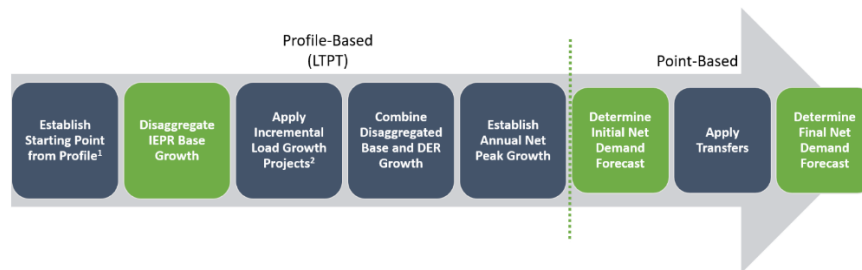 Profile-Based
(LTPT)
Point-Based
Establish
Starting Point
from Profile¹
Disaggregate
IEPR Base
Growth
Apply
Incremental
Load Growth
Projects²
Combine
Disaggregated
Base and DER
Growth
Establish
Annual Net
Peak Growth
Determine
Initial Net
Demand
Forecast
Apply
Transfers
Determine
Final Net
Demand
Forecast